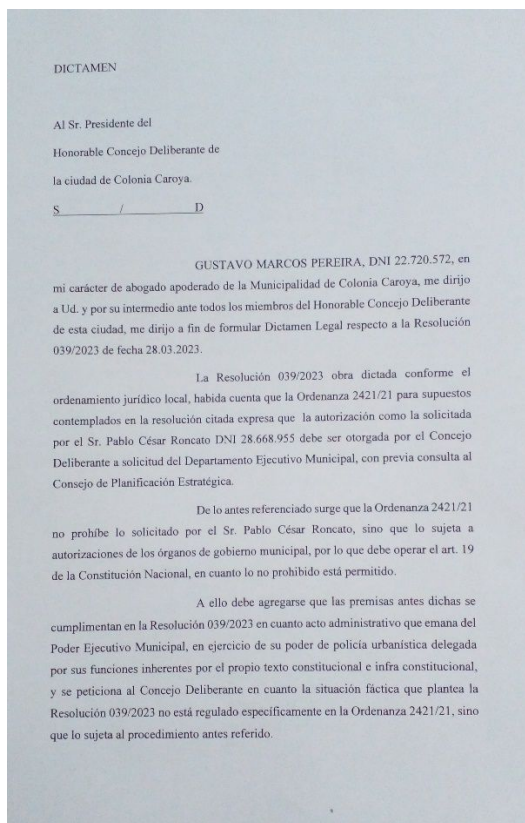 DICTAMEN
Al Sr. Presidente del
Honorable Concejo Deliberante de
la ciudad de Colonia Caroya.
S / D
GUSTAVO MARCOS PEREIRA, DNI 22.720.572, en
mi carácter de abogado apoderado de la Municipalidad de Colonia Caroya, me dirijo
a Ud. y por su intermedio ante todos los miembros del Honorable Concejo Deliberante
de esta ciudad, me dirijo a fin de formular Dictamen Legal respecto a la Resolución
039/2023 de fecha 28.03.2023.
La Resolución 039/2023 obra dictada conforme el
ordenamiento jurídico local, habida cuenta que la Ordenanza 2421/21 para supuestos
contemplados en la resolución citada expresa que la autorización como la solicitada
por el Sr. Pablo César Roncato DNI 28.668.955 debe ser otorgada por el Concejo
Deliberante a solicitud del Departamento Ejecutivo Municipal, con previa consulta al
Consejo de Planificación Estratégica.
De lo antes referenciado surge que la Ordenanza 2421/21
no prohíbe lo solicitado por el Sr. Pablo César Roncato, sino que lo sujeta a
autorizaciones de los órganos de gobierno municipal, por lo que debe operar el art. 19
de la Constitución Nacional, en cuanto lo no prohibido está permitido.
A ello debe agregarse que las premisas antes dichas se
cumplimentan en la Resolución 039/2023 en cuanto acto administrativo que emana del
Poder Ejecutivo Municipal, en ejercicio de su poder de policía urbanística delegada
por sus funciones inherentes por el propio texto constitucional e infra constitucional,
y se peticiona al Concejo Deliberante en cuanto la situación fáctica que plantea la
Resolución 039/2023 no está regulado específicamente en la Ordenanza 2421/21, sino
que lo sujeta al procedimiento antes referido.